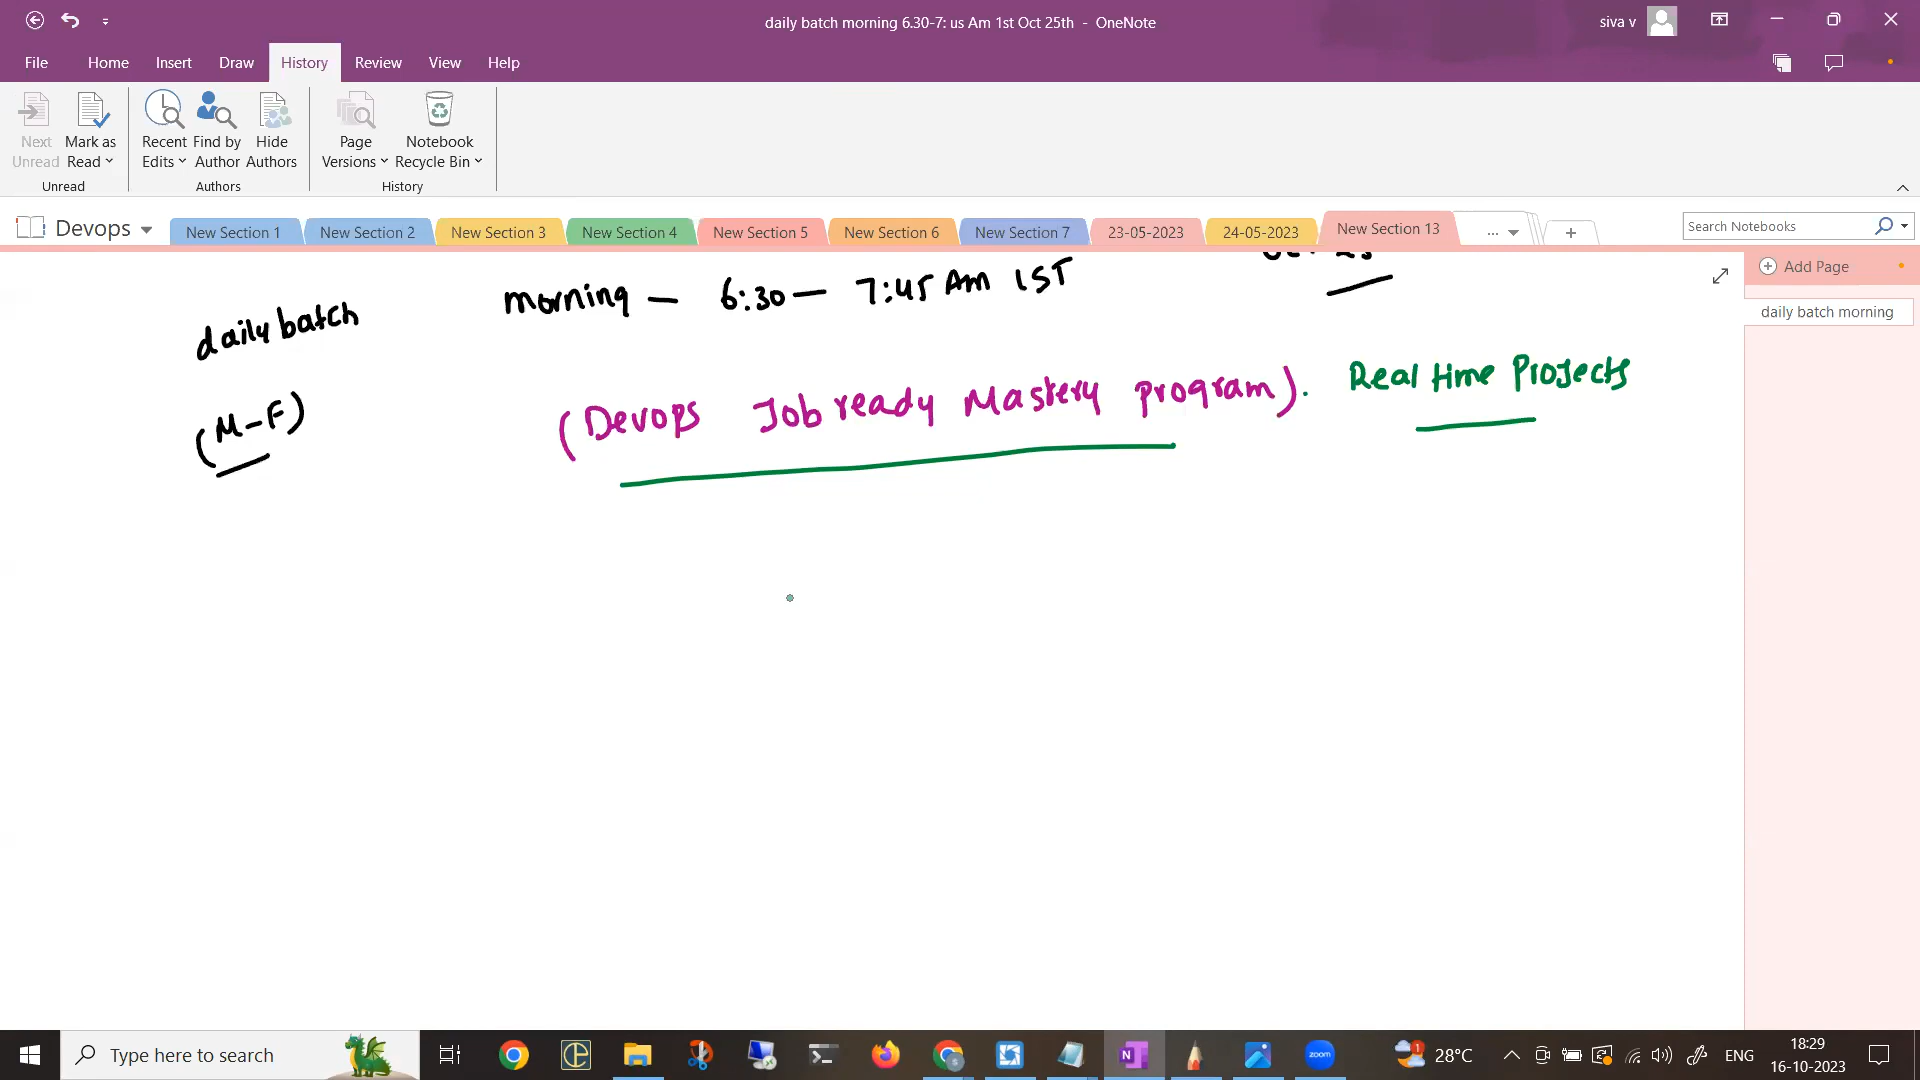 daily batch morning 6.30-7: us Am 1st Oct 25th - OneNote
siva v
File Home Insert Draw History Review View Help
Next Unread
Mark as Read
Recent Edits
Find by Author
Hide Authors
Page Versions
Notebook Recycle Bin
Unread
Authors
History
Devops
New Section 1
New Section 2
New Section 3
New Section 4
New Section 5
New Section 6
New Section 7
23-05-2023
24-05-2023
New Section 13
...
Search Notebooks
Add Page
daily batch morning
morning — 6:30 — 7:45 Am IST
daily batch
(Devops Job ready Mastery program). Real time Projects
(M-F)
Type here to search
zoom
28°C
ENG
18:29
16-10-2023